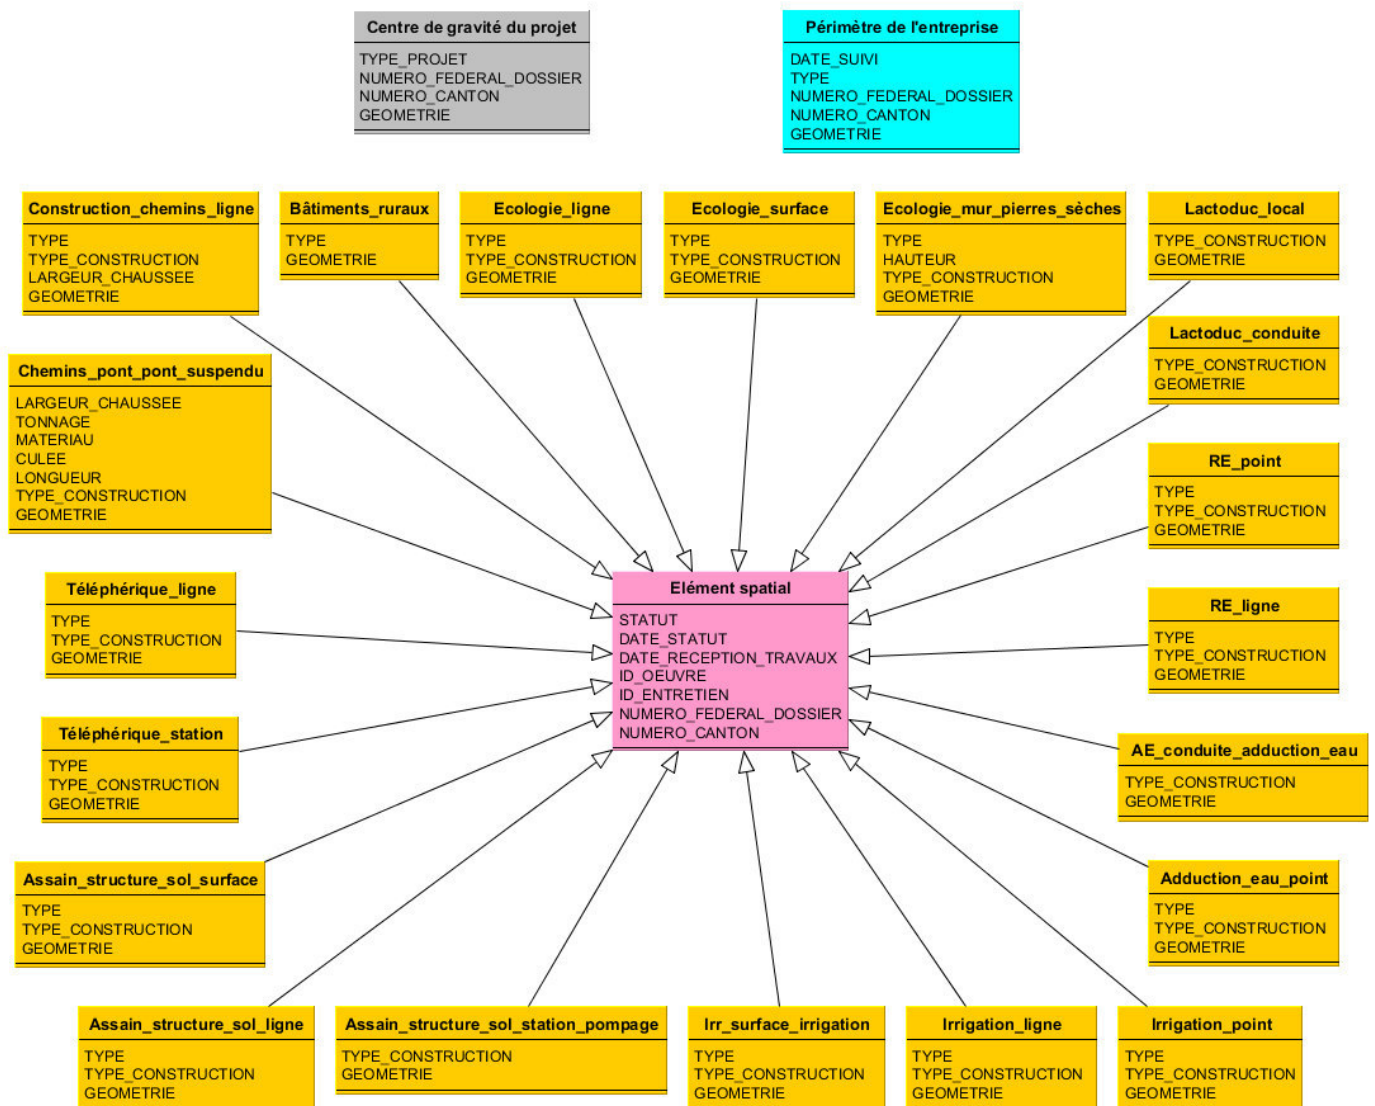 Centre de gravité du projet
TYPE_PROJET
NUMERO_FEDERAL_DOSSIER
NUMERO_CANTON
GEOMETRIE
Périmètre de l'entreprise
DATE_SUIVI
TYPE
NUMERO_FEDERAL_DOSSIER
NUMERO_CANTON
GEOMETRIE
Construction_chemins_ligne
TYPE
TYPE_CONSTRUCTION
LARGEUR_CHAUSSEE
GEOMETRIE
Bâtiments_ruraux
TYPE
GEOMETRIE
Ecologie_ligne
TYPE
TYPE_CONSTRUCTION
GEOMETRIE
Ecologie_surface
TYPE
TYPE_CONSTRUCTION
GEOMETRIE
Ecologie_mur_pierres_sèches
TYPE
HAUTEUR
TYPE_CONSTRUCTION
GEOMETRIE
Lactoduc_local
TYPE_CONSTRUCTION
GEOMETRIE
Lactoduc_conduite
TYPE_CONSTRUCTION
GEOMETRIE
Chemins_pont_pont_suspendu
LARGEUR_CHAUSSEE
TONNAGE
MATERIAU
CULEE
LONGUEUR
TYPE_CONSTRUCTION
GEOMETRIE
RE_point
TYPE
TYPE_CONSTRUCTION
GEOMETRIE
Téléphérique_ligne
TYPE
TYPE_CONSTRUCTION
GEOMETRIE
Elément spatial
STATUT
DATE_STATUT
DATE_RECEPTION_TRAVAUX
ID_OEUVRE
ID_ENTRETIEN
NUMERO_FEDERAL_DOSSIER
NUMERO_CANTON
RE_ligne
TYPE
TYPE_CONSTRUCTION
GEOMETRIE
Téléphérique_station
TYPE
TYPE_CONSTRUCTION
GEOMETRIE
AE_conduite_adduction_eau
TYPE_CONSTRUCTION
GEOMETRIE
Assain_structure_sol_surface
TYPE
TYPE_CONSTRUCTION
GEOMETRIE
Adduction_eau_point
TYPE
TYPE_CONSTRUCTION
GEOMETRIE
Assain_structure_sol_ligne
TYPE
TYPE_CONSTRUCTION
GEOMETRIE
Assain_structure_sol_station_pompage
TYPE_CONSTRUCTION
GEOMETRIE
Irr_surface_irrigation
TYPE
TYPE_CONSTRUCTION
GEOMETRIE
Irrigation_ligne
TYPE
TYPE_CONSTRUCTION
GEOMETRIE
Irrigation_point
TYPE
TYPE_CONSTRUCTION
GEOMETRIE